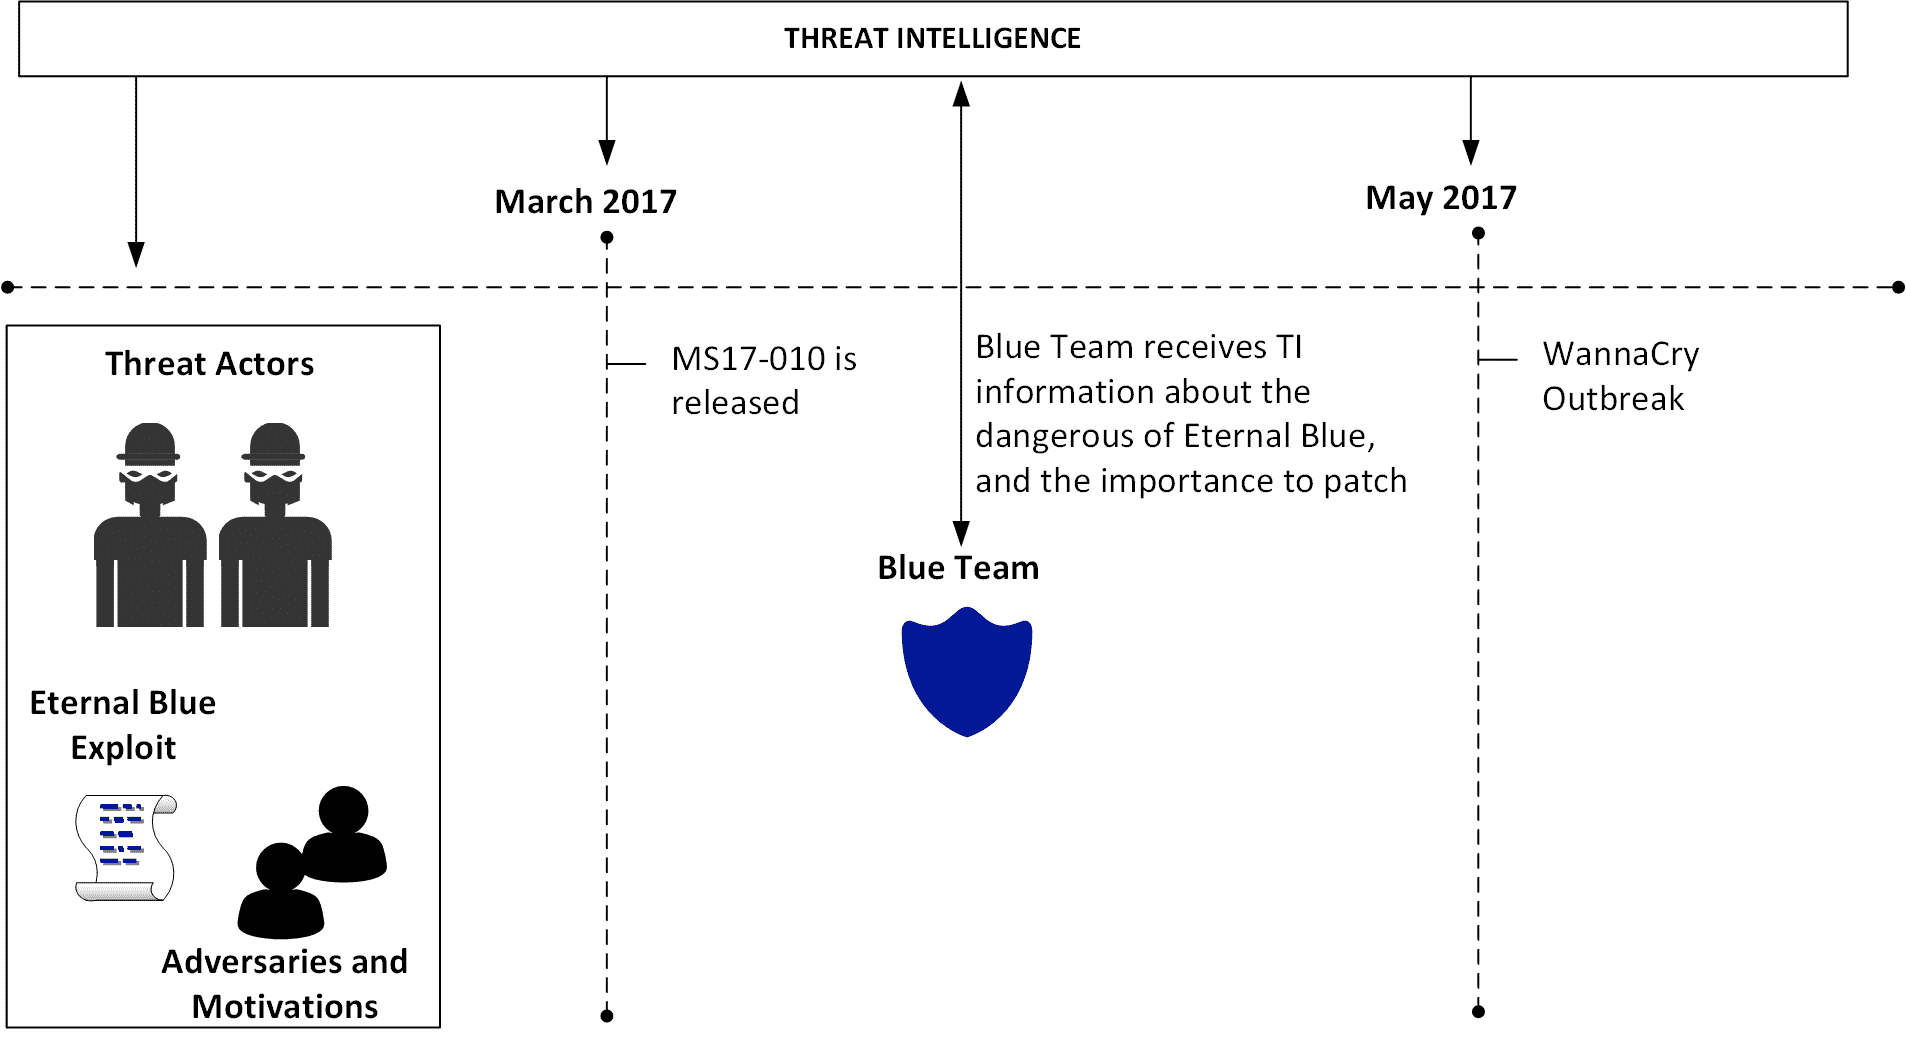 THREAT INTELLIGENCE
March 2017
May 2017
Threat Actors
MS17-010 is
released
Blue Team receives TI
information about the
dangerous of Eternal Blue,
and the importance to patch
WannaCry
Outbreak
Blue Team
Eternal Blue
Exploit
Adversaries and
Motivations